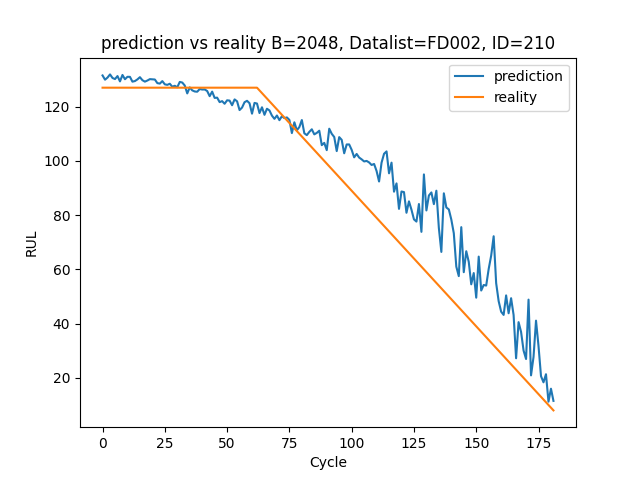 prediction vs reality B=2048, Datalist=FD002, ID=210
prediction
reality
RUL
120
100
80
60
40
20
0 25 50 75 100 125 150 175
Cycle